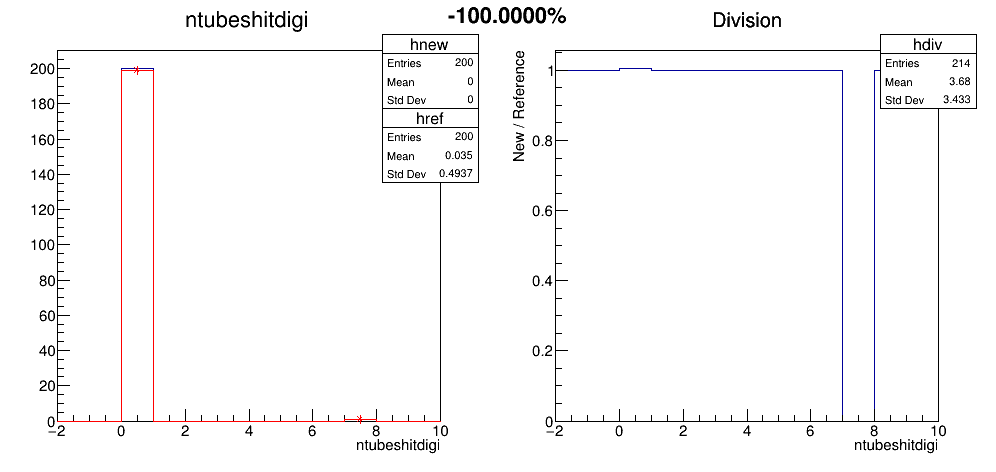 -100.0000%
ntubeshitdigi
hnew
Entries 200
Mean 0
Std Dev 0
href
Entries 200
Mean 0.035
Std Dev 0.4937
200
180
160
140
120
100
80
60
40
20
0
−2 0 2 4 6 8 10
ntubeshitdigi
Division
hdiv
Entries 214
Mean 3.68
Std Dev 3.433
New / Reference
1
0.8
0.6
0.4
0.2
0
−2 0 2 4 6 8 10
ntubeshitdigi